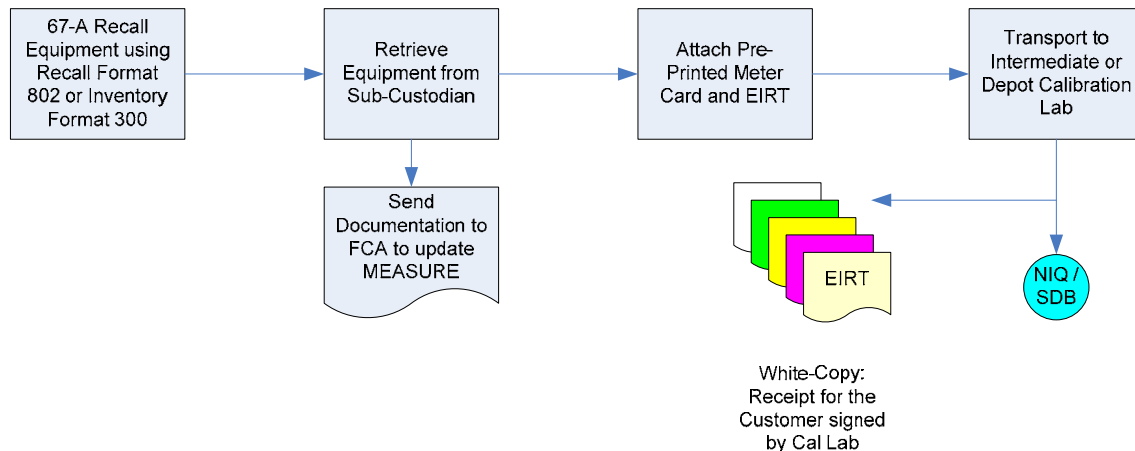 67-A Recall
Equipment using
Recall Format
802 or Inventory
Format 300
Retrieve
Equipment from
Sub-Custodian
Attach Pre-
Printed Meter
Card and EIRT
Transport to
Intermediate or
Depot Calibration
Lab
Send
Documentation to
FCA to update
MEASURE
EIRT
NIQ /
SDB
White-Copy:
Receipt for the
Customer signed
by Cal Lab